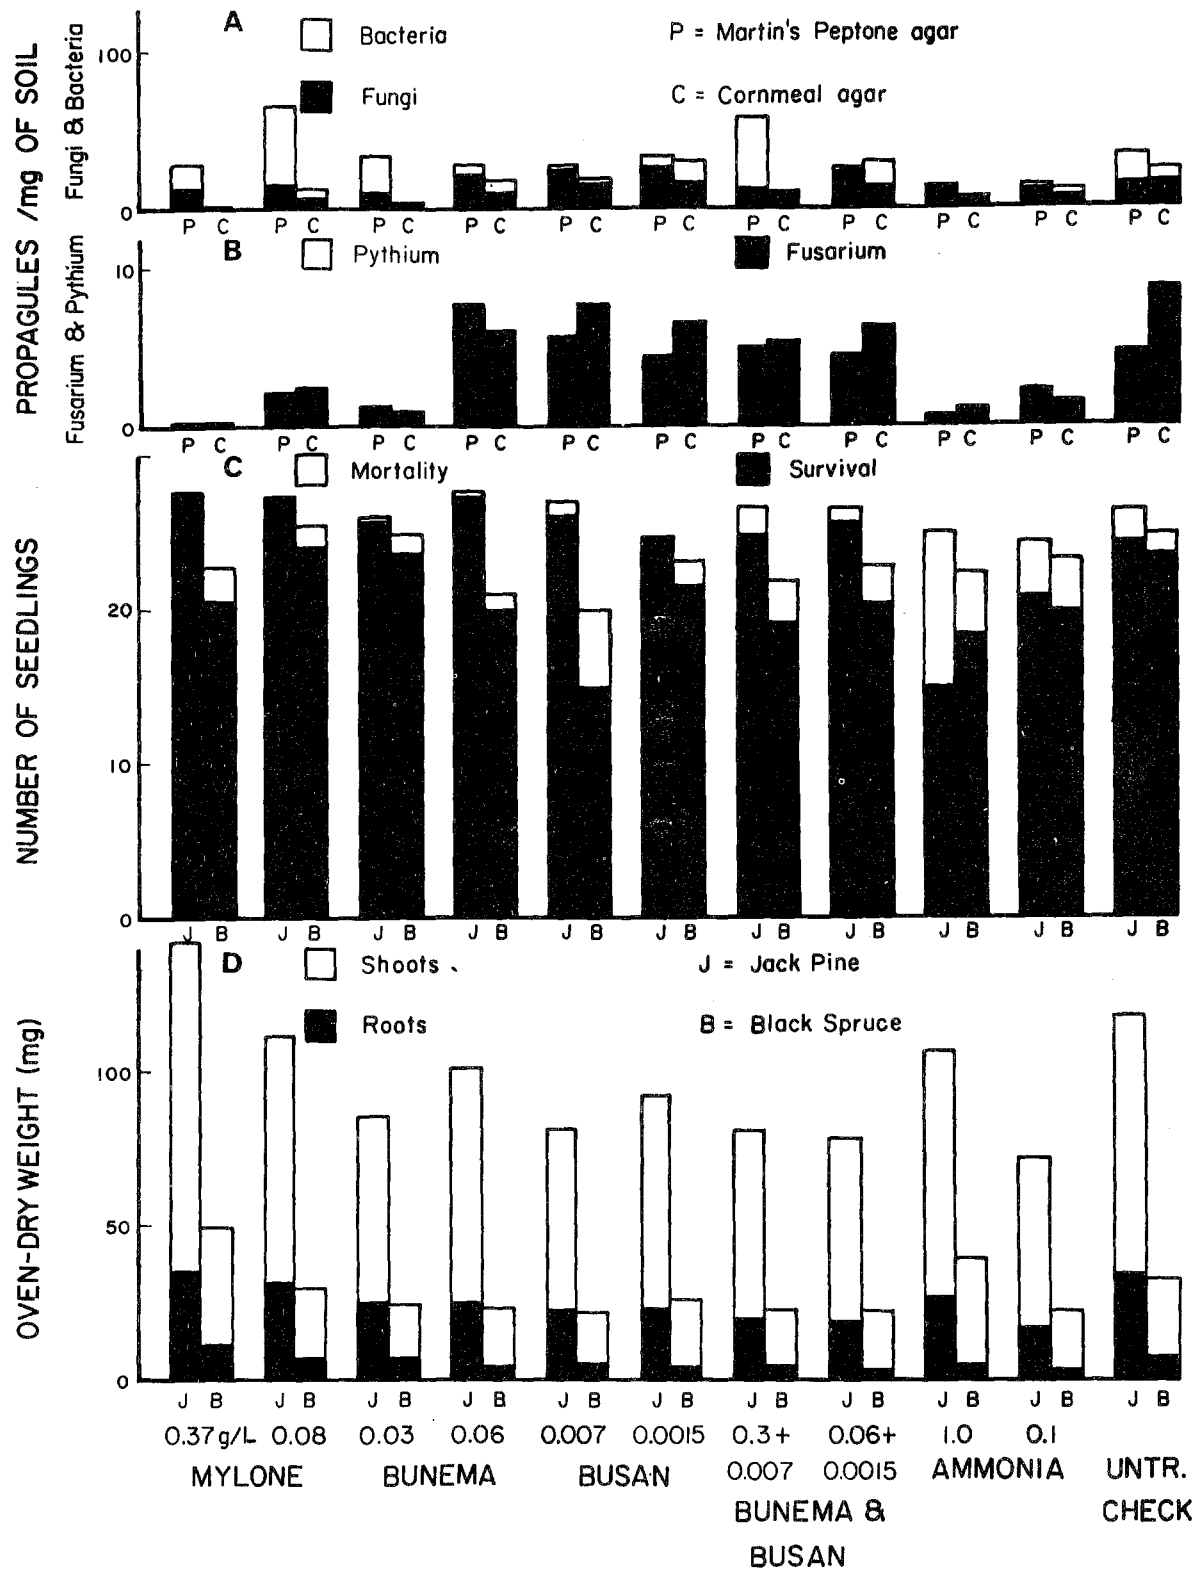 PROPAGULES /mg OF SOIL
Fungi & Bacteria
A
Bacteria
P = Martin's Peptone agar
Fungi
C = Cornmeal agar
100
0
P C P C P C P C P C P C P C P C P C P C P C
Fusarium & Pythium
B
Pythium
Fusarium
10
0
P C P C P C P C P C P C P C P C P C P C P C
NUMBER OF SEEDLINGS
C
Mortality
Survival
20
10
0
J B J B J B J B J B J B J B J B J B J B J B
OVEN-DRY WEIGHT (mg)
D
Shoots
J = Jack Pine
Roots
B = Black Spruce
100
50
0
J B J B J B J B J B J B J B J B J B J B J B
0.37g/L 0.08 0.03 0.06 0.007 0.0015 0.3+ 0.06+ 1.0 0.1
0.007 0.0015
MYLONE BUNEMA BUSAN AMMONIA UNTR.
BUNEMA & CHECK
BUSAN